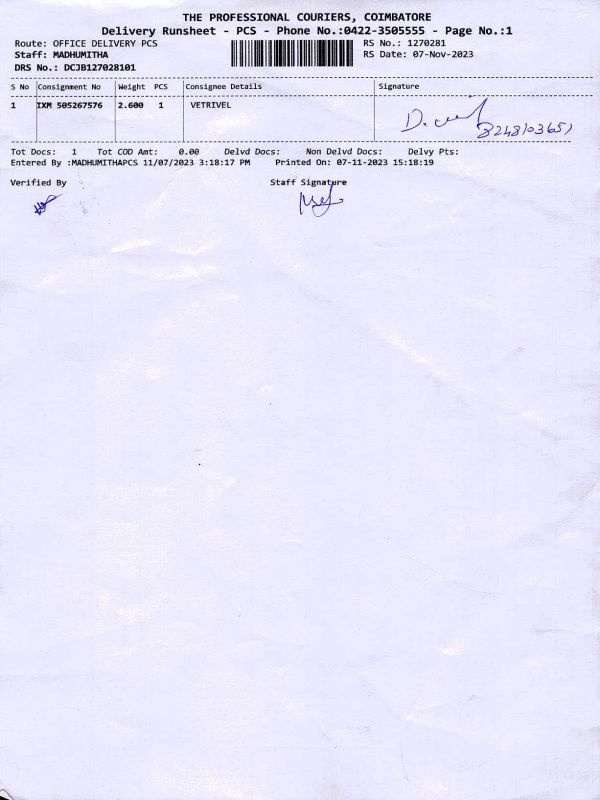 THE PROFESSIONAL COURIERS, COIMBATORE
Delivery Runsheet - PCS - Phone No.:0422-3505555 - Page No.:1
Route: OFFICE DELIVERY PCS
RS No.: 1270281
Staff: MADHUMITHA
RS Date: 07-Nov-2023
DRS No.: DCJB127028101
S No Consignment No Weight PCS Consignee Details Signature
1 IXM 505267576 2.600 1 VETRIVEL
Tot Docs: 1 Tot COD Amt: 0.00 Delvd Docs: Non Delvd Docs: Delvy Pts:
Entered By :MADHUMITHAPCS 11/07/2023 3:18:17 PM Printed On: 07-11-2023 15:18:19
Verified By Staff Signature